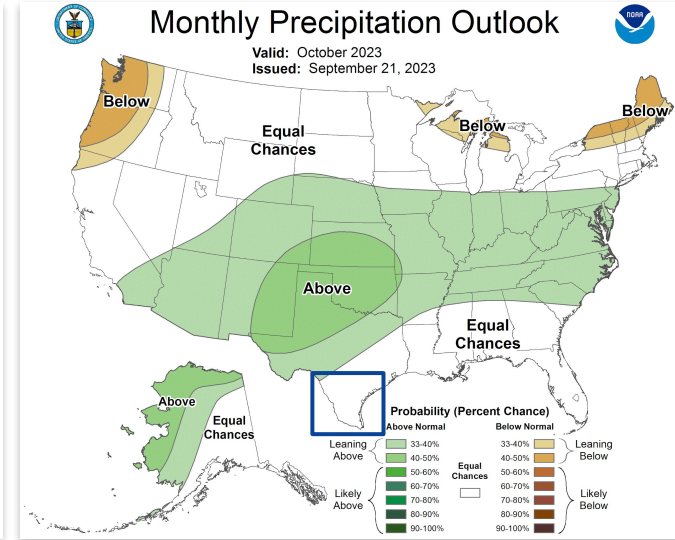 Monthly Precipitation Outlook
NOAA
Valid: October 2023
Issued: September 21, 2023
Below
Below
Below
Equal
Chances
Above
Equal
Chances
Above
Equal
Chances
Probability (Percent Chance)
Above Normal
Below Normal
Leaning
Above
33-40%
40-50%
50-60%
Likely
Above
60-70%
70-80%
80-90%
90-100%
Equal
Chances
33-40%
40-50%
50-60%
60-70%
70-80%
80-90%
90-100%
Leaning
Below
Likely
Below